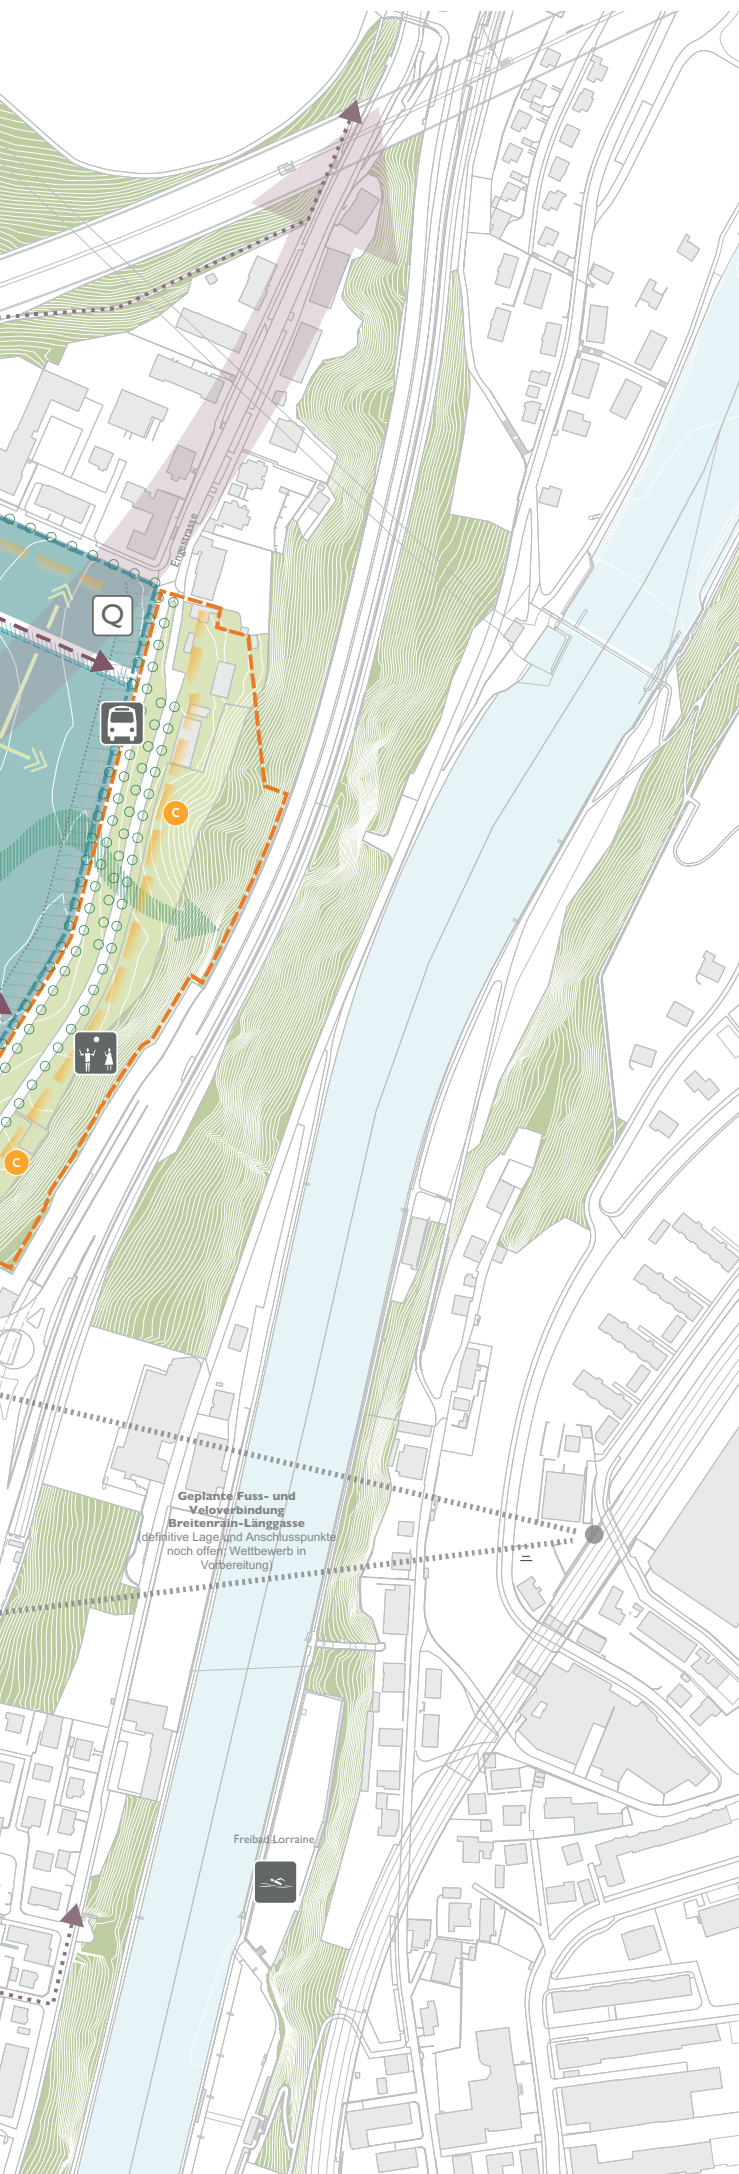 Engestrasse
Q
C
C
Geplante Fuss- und
Veloverbindung
Breitenrain-Länggasse
(definitive Lage und Anschlusspunkte
noch offen; Wettbewerb in
Vorbereitung)
Freibad Lorraine